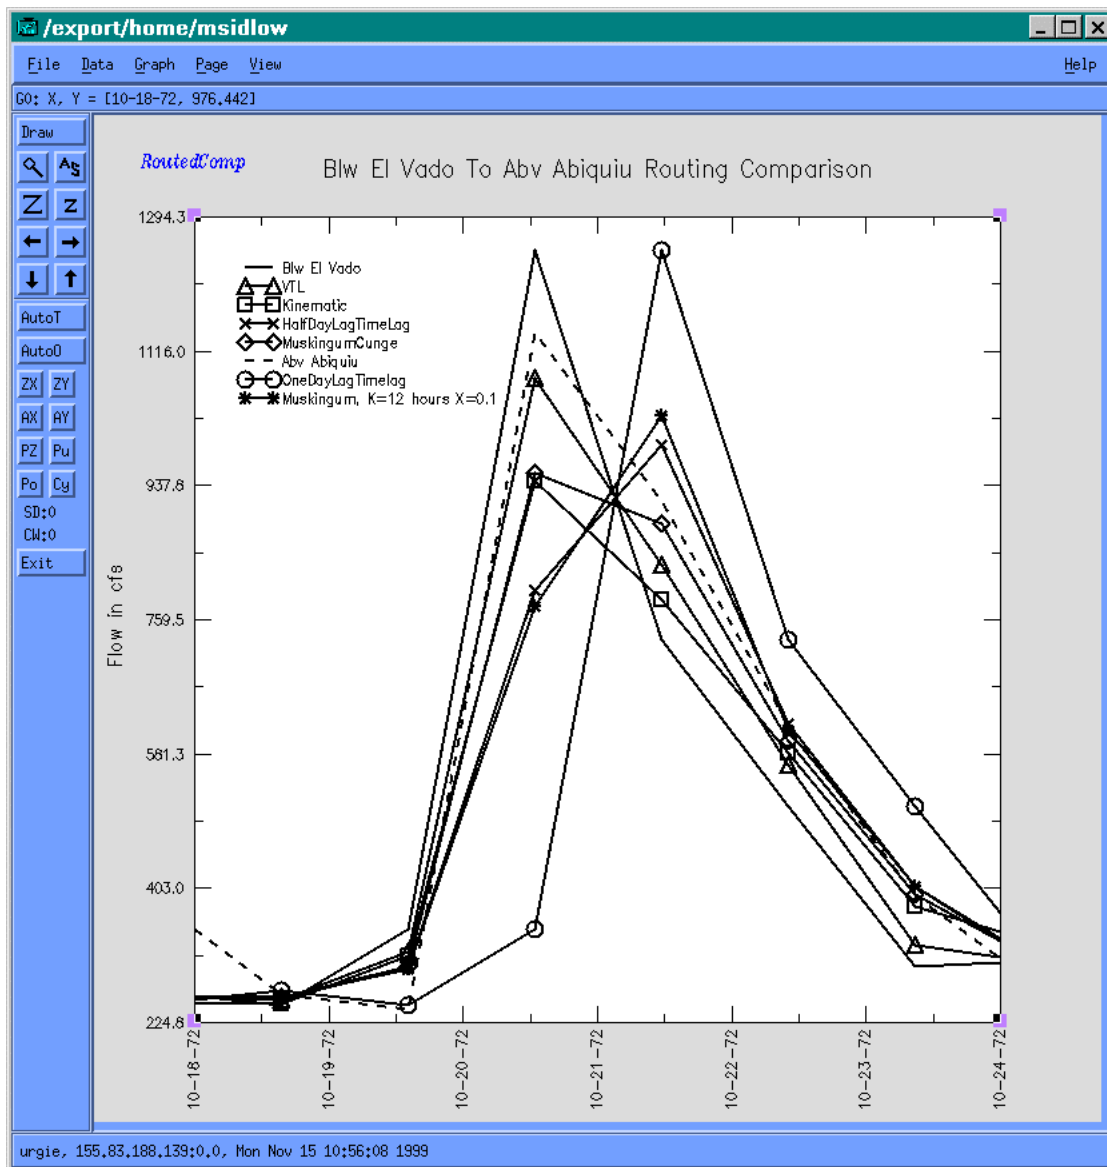 /export/home/msidlow
File Data Graph Page View Help
G0: X, Y = [10-18-72, 976.442]
Draw
A S
Z z
AutoT
AutoO
ZX ZY
AX AY
PZ Pu
Po Cy
SD:0
CW:0
Exit
RoutedComp
Blw El Vado To Abv Abiquiu Routing Comparison
Blw El Vado
VTL
Kinematic
HalfDayLagTimeLag
MuskingumCunge
Abv Abiquiu
OneDayLagTimelag
Muskingum, K=12 hours X=0.1
Flow in cfs
1294.3
1116.0
937.8
759.5
581.3
403.0
224.8
10-18-72
10-19-72
10-20-72
10-21-72
10-22-72
10-23-72
10-24-72
urgie, 155.83.188.139:0.0, Mon Nov 15 10:56:08 1999